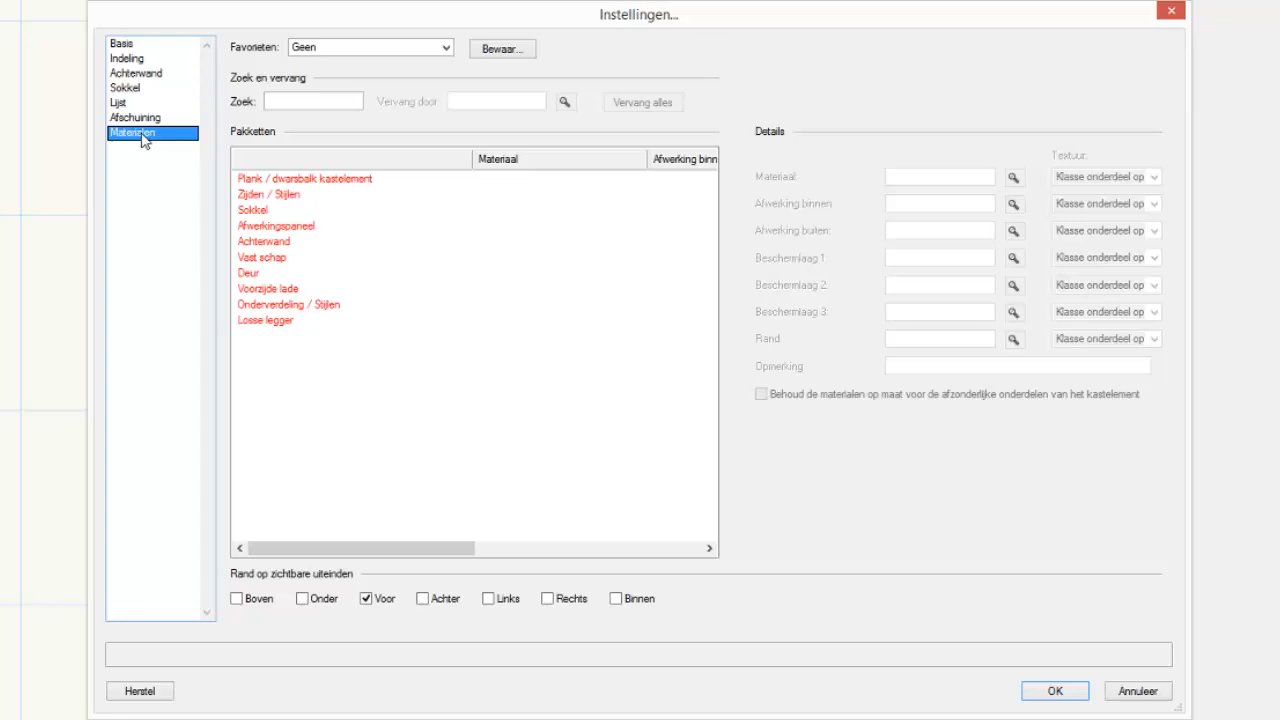 Instellingen...
Basis
Indeling
Achterwand
Sokkel
Lijst
Afschuining
Materialen
Favorieten: Geen Bewaar...
Zoek en vervang
Zoek: Vervang door: Vervang alles
Pakketten
Materiaal Afwerking binn
Plank / dwarsbalk kastelement
Zijden / Stijlen
Sokkel
Afwerkingspaneel
Achterwand
Vast schap
Deur
Voorzijde lade
Onderverdeling / Stijlen
Losse legger
Details
Textuur:
Materiaal: Klasse onderdeel op
Afwerking binnen: Klasse onderdeel op
Afwerking buiten: Klasse onderdeel op
Beschermlaag 1: Klasse onderdeel op
Beschermlaag 2: Klasse onderdeel op
Beschermlaag 3: Klasse onderdeel op
Rand: Klasse onderdeel op
Opmerking
Behoud de materialen op maat voor de afzonderlijke onderdelen van het kastelement
Rand op zichtbare uiteinden
Boven Onder Voor Achter Links Rechts Binnen
Herstel OK Annuleer